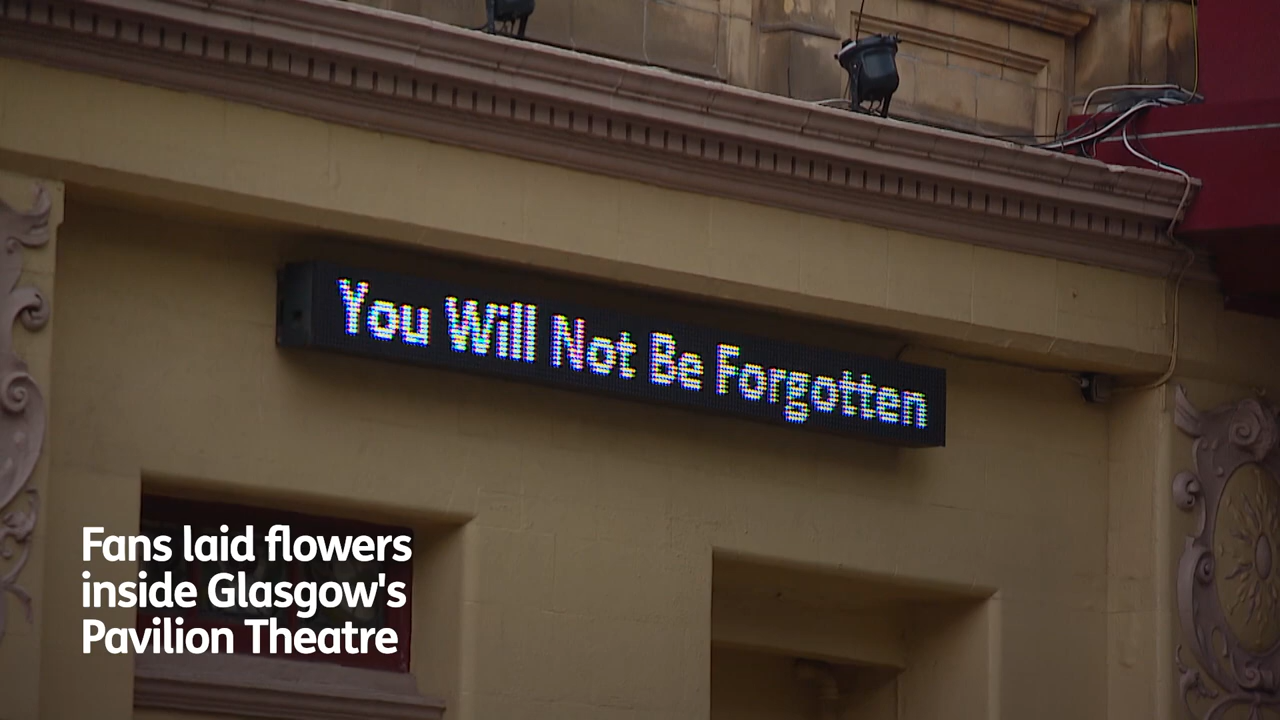 You Will Not Be Forgotten
Fans laid flowers
inside Glasgow's
Pavilion Theatre